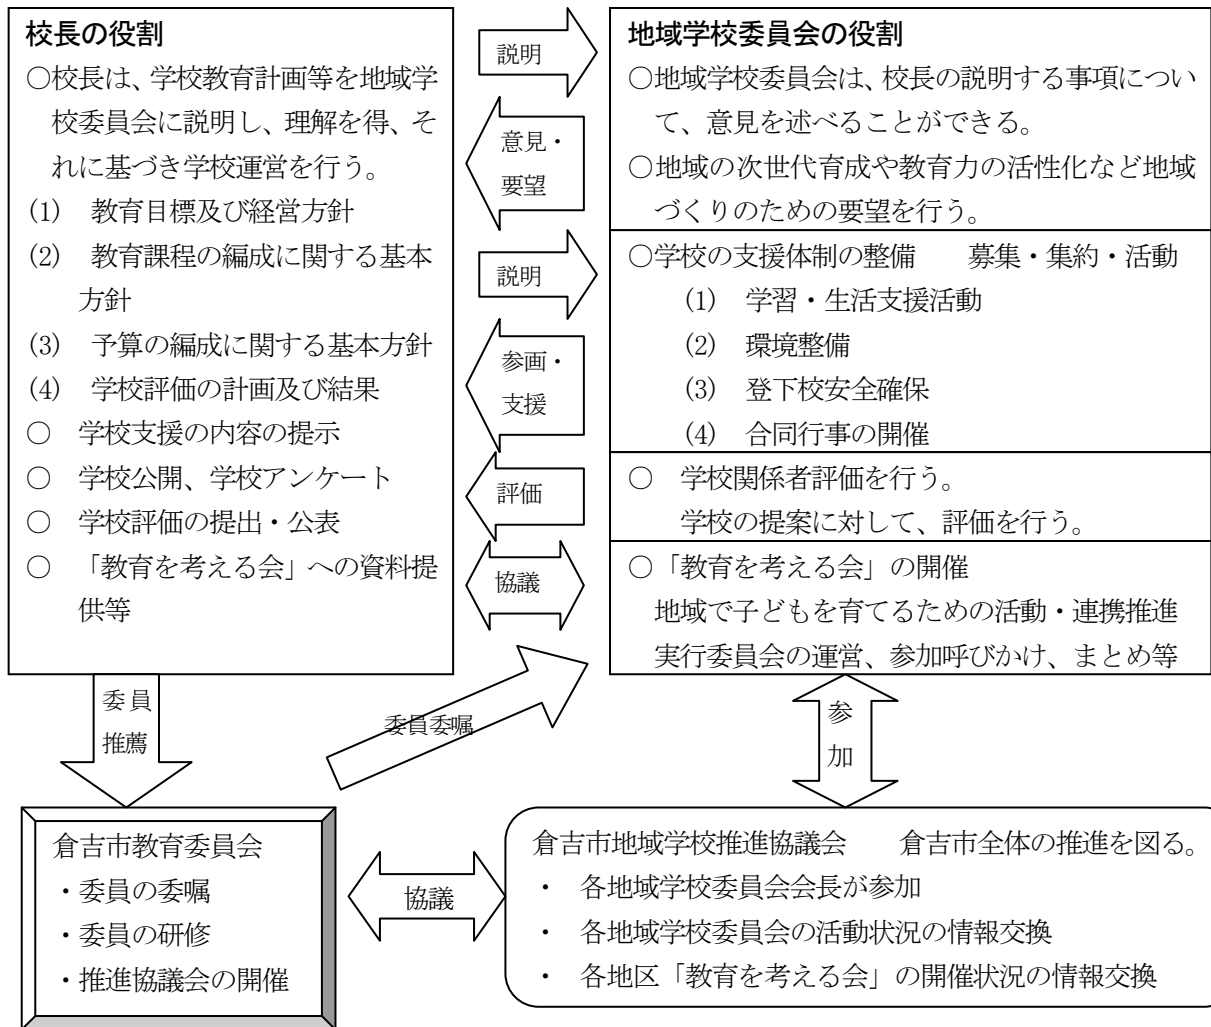 校長の役割
○校長は、学校教育計画等を地域学
校委員会に説明し、理解を得、そ
れに基づき学校運営を行う。
(1)　教育目標及び経営方針
(2)　教育課程の編成に関する基本
方針
(3)　予算の編成に関する基本方針
(4)　学校評価の計画及び結果
○　学校支援の内容の提示
○　学校公開、学校アンケート
○　学校評価の提出・公表
○　「教育を考える会」への資料提
供等
説明
意見・
要望
説明
参画・
支援
評価
協議
地域学校委員会の役割
○地域学校委員会は、校長の説明する事項につい
て、意見を述べることができる。
○地域の次世代育成や教育力の活性化など地域
づくりのための要望を行う。
○学校の支援体制の整備　　募集・集約・活動
(1)　学習・生活支援活動
(2)　環境整備
(3)　登下校安全確保
(4)　合同行事の開催
○　学校関係者評価を行う。
学校の提案に対して、評価を行う。
○「教育を考える会」の開催
地域で子どもを育てるための活動・連携推進
実行委員会の運営、参加呼びかけ、まとめ等
委員
推薦
委員委嘱
参
加
倉吉市教育委員会
・委員の委嘱
・委員の研修
・推進協議会の開催
協議
倉吉市地域学校推進協議会　　倉吉市全体の推進を図る。
・　各地域学校委員会会長が参加
・　各地域学校委員会の活動状況の情報交換
・　各地区「教育を考える会」の開催状況の情報交換